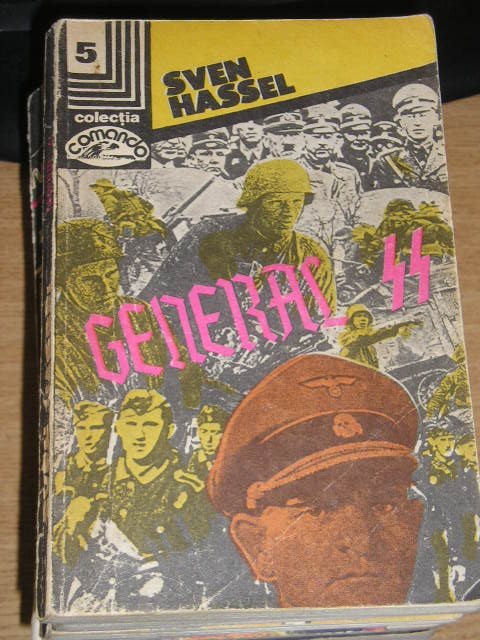 5
SVEN
HASSEL
colecția
comando
GENERAL SS